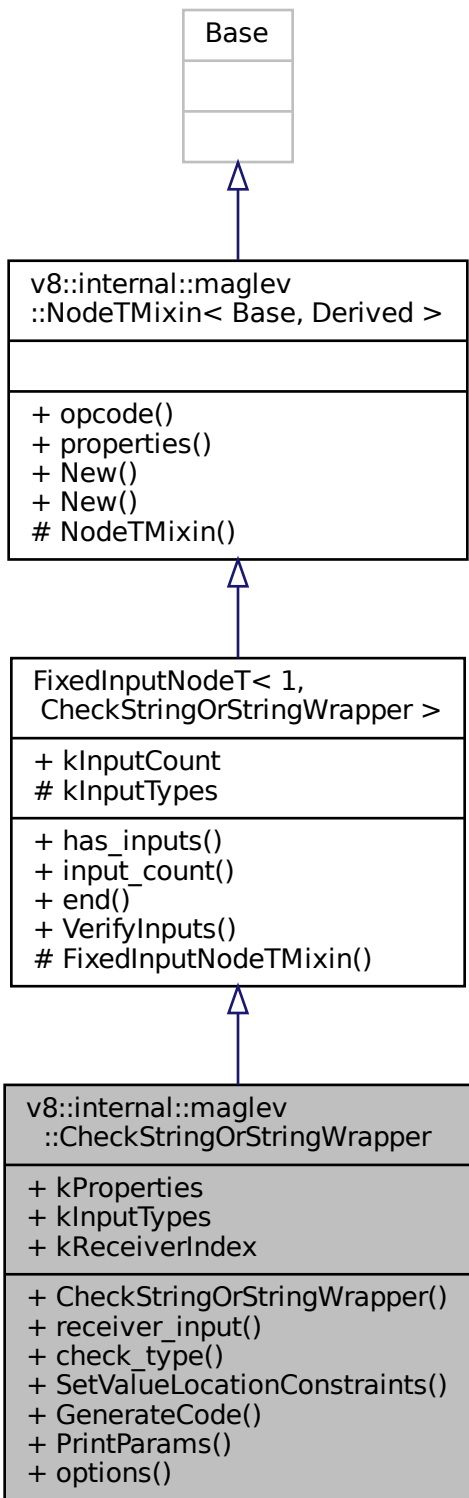 Base
v8::internal::maglev
::NodeTMixin< Base, Derived >
+ opcode()
+ properties()
+ New()
+ New()
# NodeTMixin()
FixedInputNodeT< 1,
CheckStringOrStringWrapper >
+ kInputCount
# kInputTypes
+ has_inputs()
+ input_count()
+ end()
+ VerifyInputs()
# FixedInputNodeTMixin()
v8::internal::maglev
::CheckStringOrStringWrapper
+ kProperties
+ kInputTypes
+ kReceiverIndex
+ CheckStringOrStringWrapper()
+ receiver_input()
+ check_type()
+ SetValueLocationConstraints()
+ GenerateCode()
+ PrintParams()
+ options()